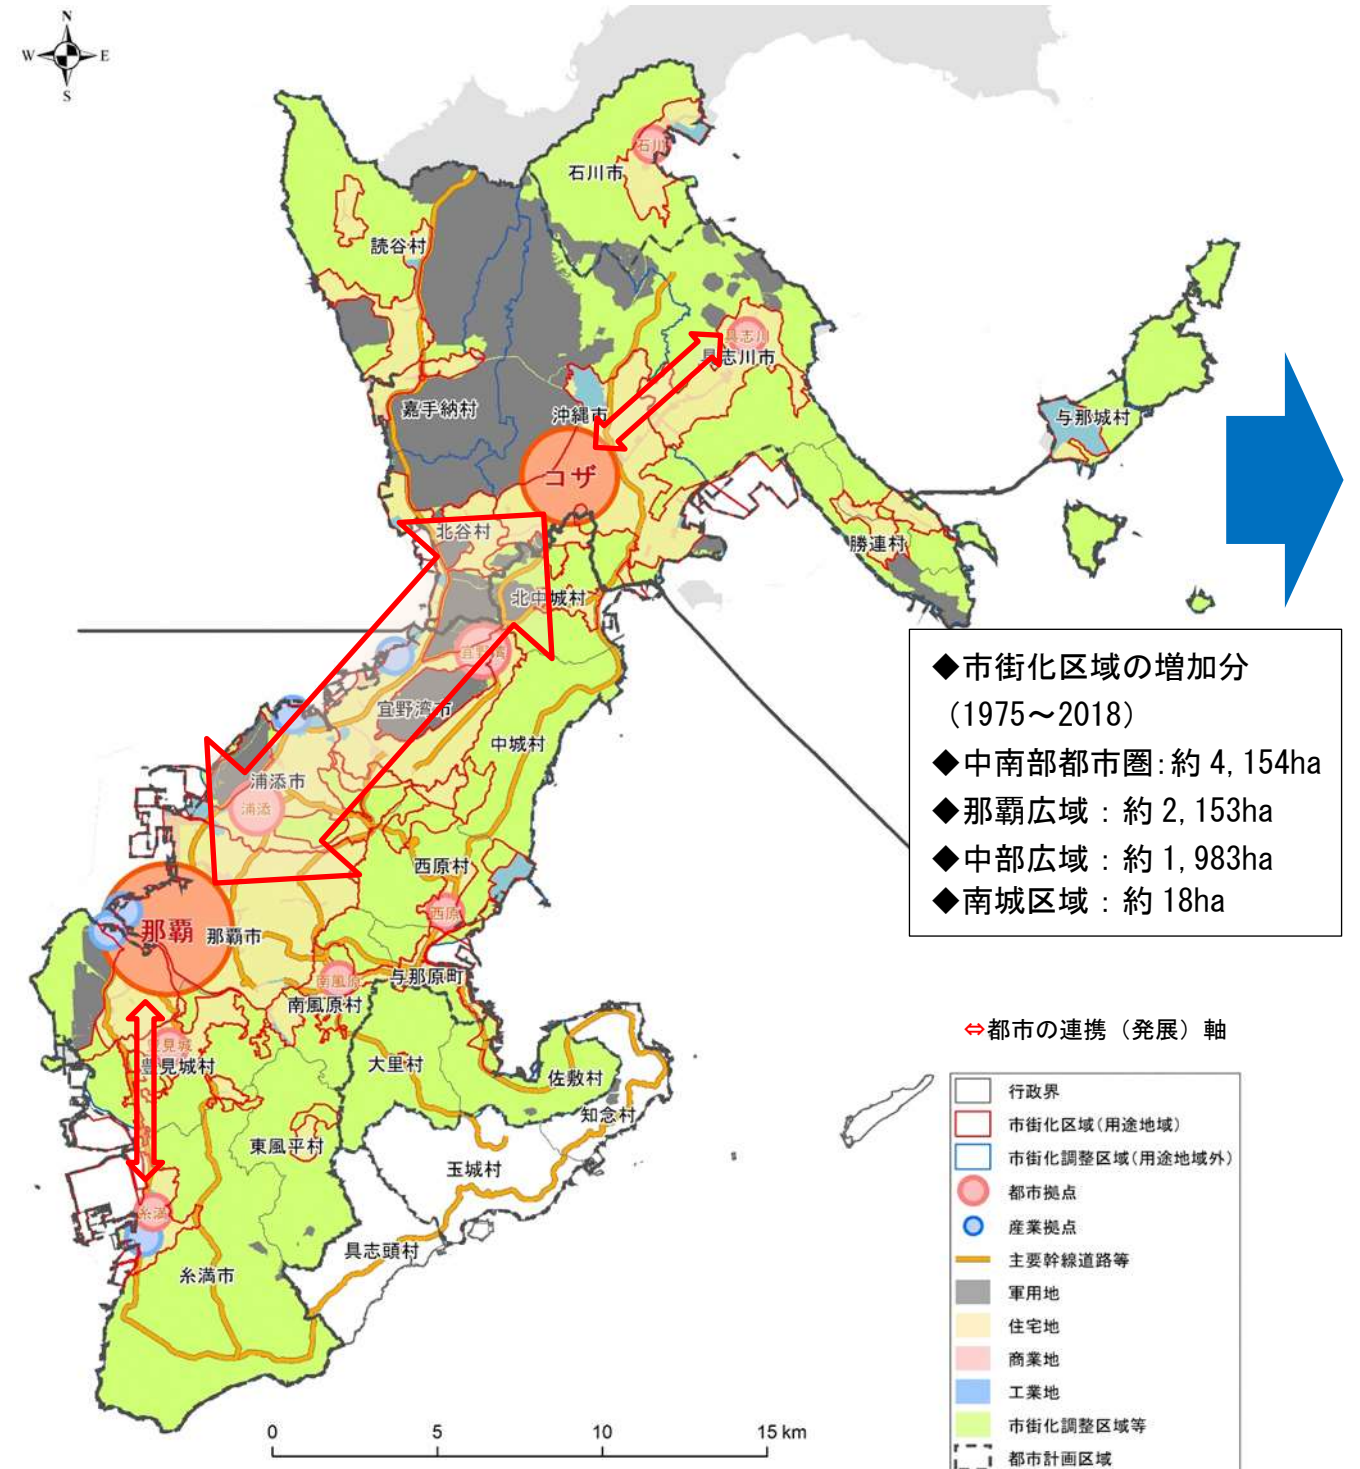 N
W
E
S
石川
石川市
読谷村
具志川
具志川市
嘉手納村
沖縄市
与那城村
コザ
北谷村
勝連村
北中城村
宜野湾
宜野湾市
中城村
浦添市
浦添
西原村
西原
那覇
那覇市
南風原
与那原町
南風原村
豊見城
豊見城村
大里村
佐敷村
知念村
東風平村
玉城村
糸満
具志頭村
糸満市
◆市街化区域の増加分
(1975~2018)
◆中南部都市圏:約 4,154ha
◆那覇広域:約 2,153ha
◆中部広域:約 1,983ha
◆南城区域:約 18ha
⇔都市の連携(発展)軸
行政界
市街化区域(用途地域)
市街化調整区域(用途地域外)
都市拠点
産業拠点
主要幹線道路等
軍用地
住宅地
商業地
工業地
市街化調整区域等
都市計画区域
0 5 10 15 km